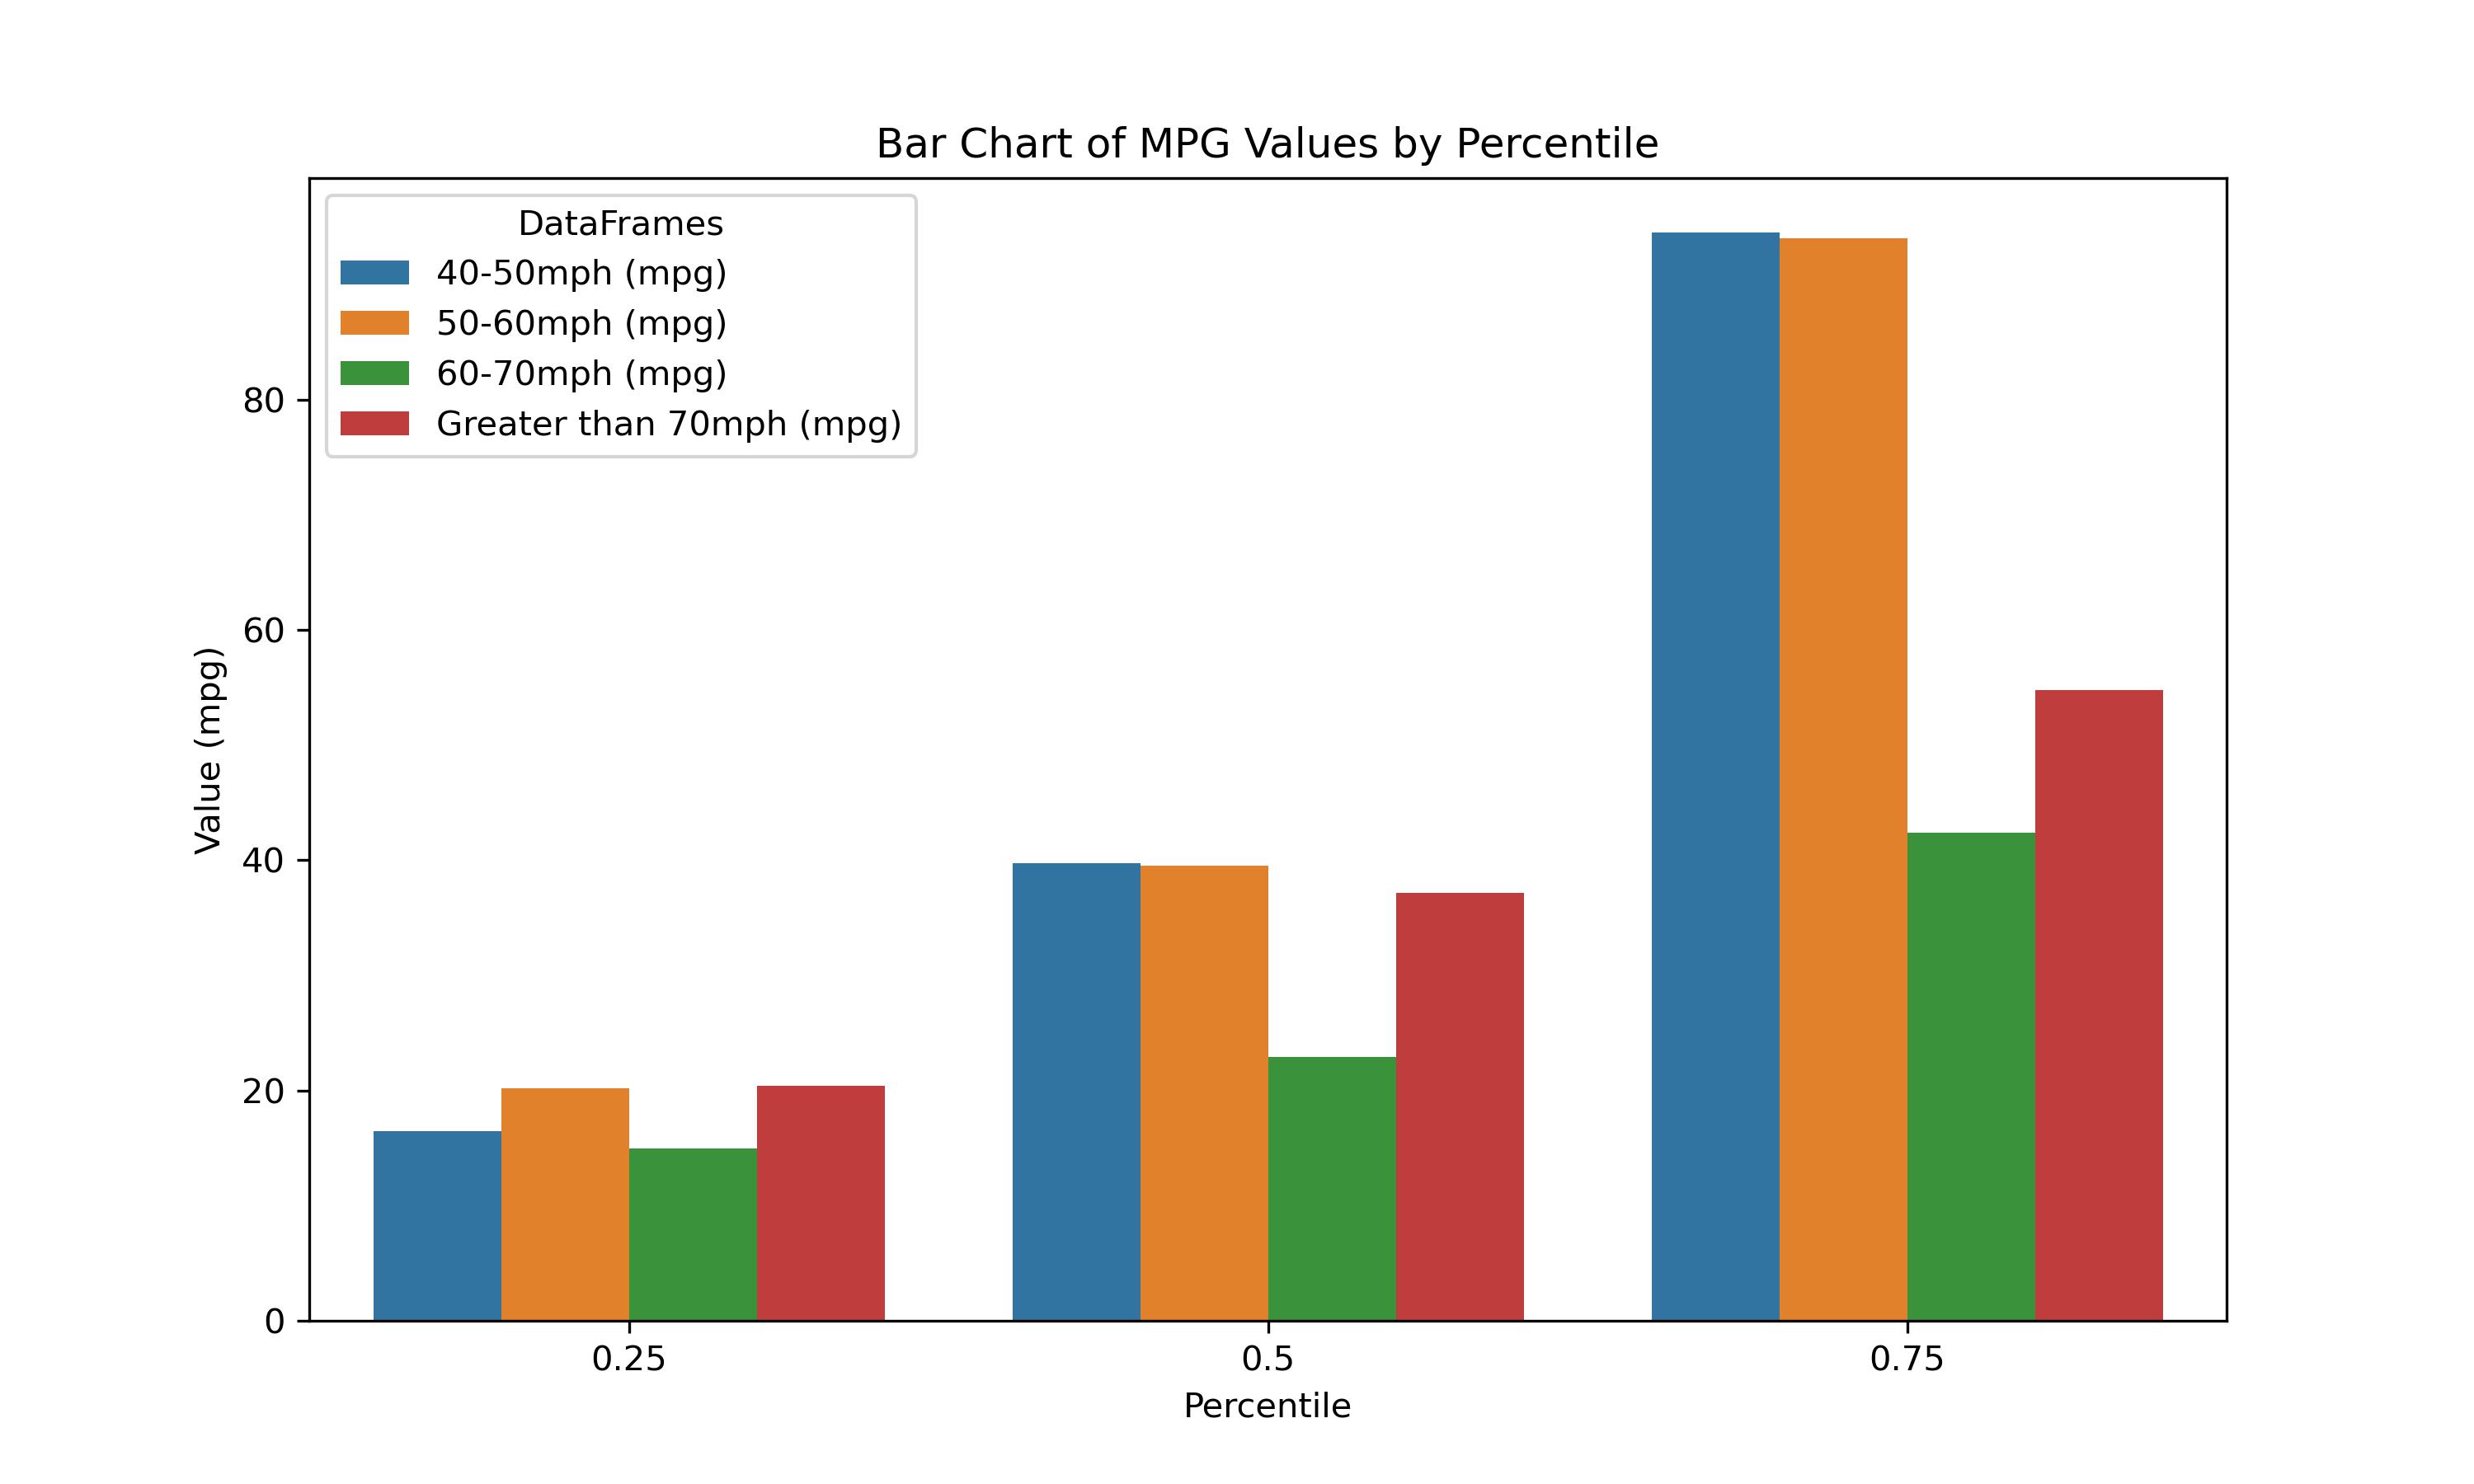 Bar Chart of MPG Values by Percentile
DataFrames
40-50mph (mpg)
50-60mph (mpg)
60-70mph (mpg)
Greater than 70mph (mpg)
Value (mpg)
80
60
40
20
0
0.25 0.5 0.75
Percentile